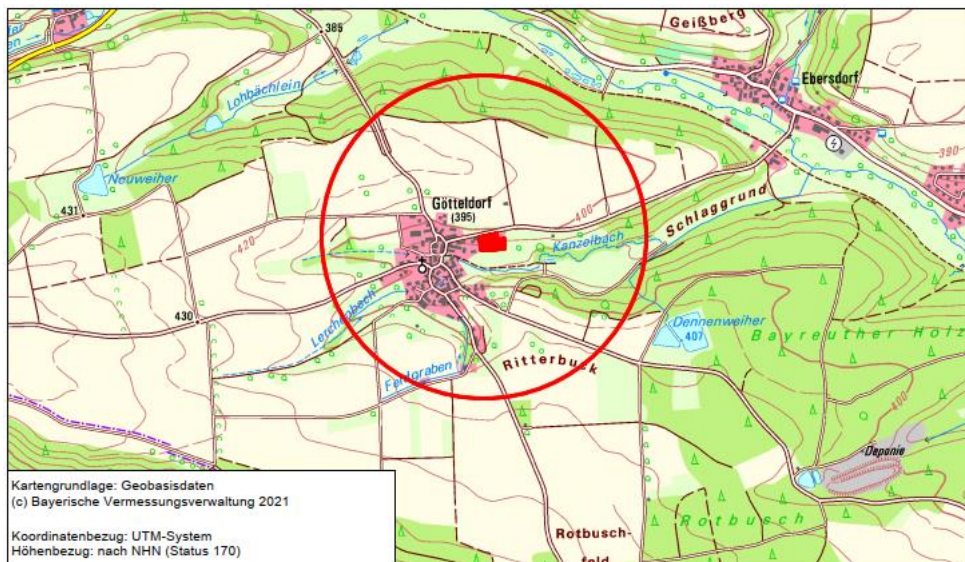 385
Geißberg
Ebersdorf
Lohbächlein
390
Neuweiher
431
Götteldorf
(395)
400
Schlaggrund
420
Kanzelbach
430
Lerchenbach
Dennenweiher
407
Bayreuther Holz
Ritterbuck
400
Deponie
Rotbusch
Rotbusch-
feld
Kartengrundlage: Geobasisdaten
(c) Bayerische Vermessungsverwaltung 2021
Koordinatenbezug: UTM-System
Höhenbezug: nach NHN (Status 170)